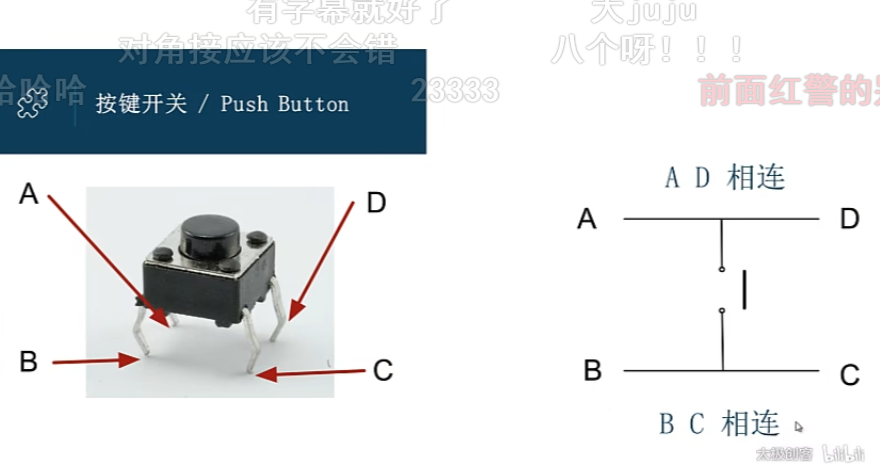 有字幕就好了
天juju
对角接应该不会错
八个呀！！！
哈哈哈
23333
前面红警的
按键开关 / Push Button
A
D
B
C
A D 相连
A
D
B
C
B C 相连
太极创客 bilibili